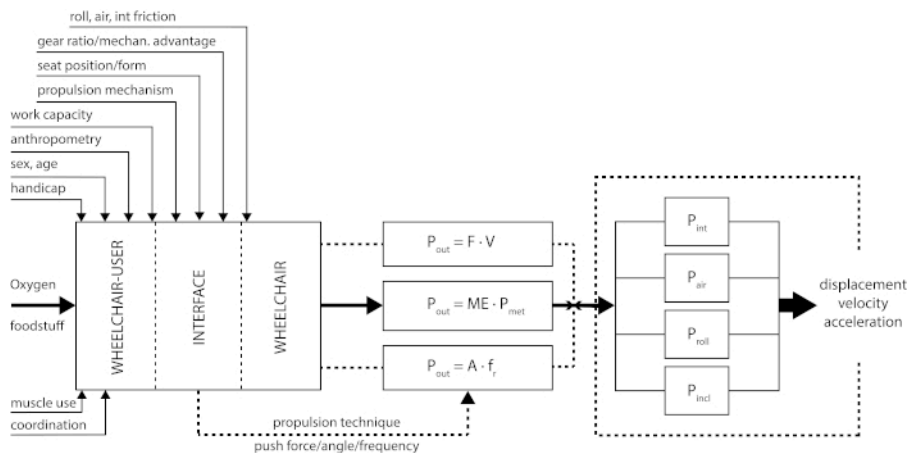 roll, air, int friction
gear ratio/mechan. advantage
seat position/form
propulsion mechanism
work capacity
anthropometry
sex, age
handicap
Oxygen
foodstuff
WHEELCHAIR-USER
INTERFACE
WHEELCHAIR
muscle use
coordination
P_out = F · V
P_out = ME · P_met
P_out = A · f_r
propulsion technique
push force/angle/frequency
P_int
P_air
P_roll
P_incl
displacement
velocity
acceleration